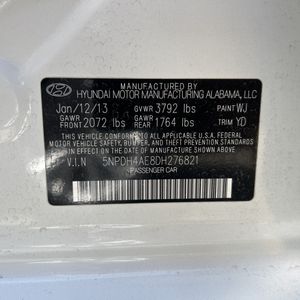 HYUNDAI MOTOR MANUFACTURING ALABAMA, LLC
Jan/12/13 GVWR 3792 lbs PAINT WJ
GAWR FRONT 2072 lbs GAWR REAR 1764 lbs TRIM YD
THIS VEHICLE CONFORMS TO ALL APPLICABLE U.S. FEDERAL
MOTOR VEHICLE SAFETY, BUMPER, AND THEFT PREVENTION
STANDARDS IN EFFECT ON THE DATE OF MANUFACTURE SHOWN ABOVE.
V.I.N 5NPDH4AE8DH276821
PASSENGER CAR